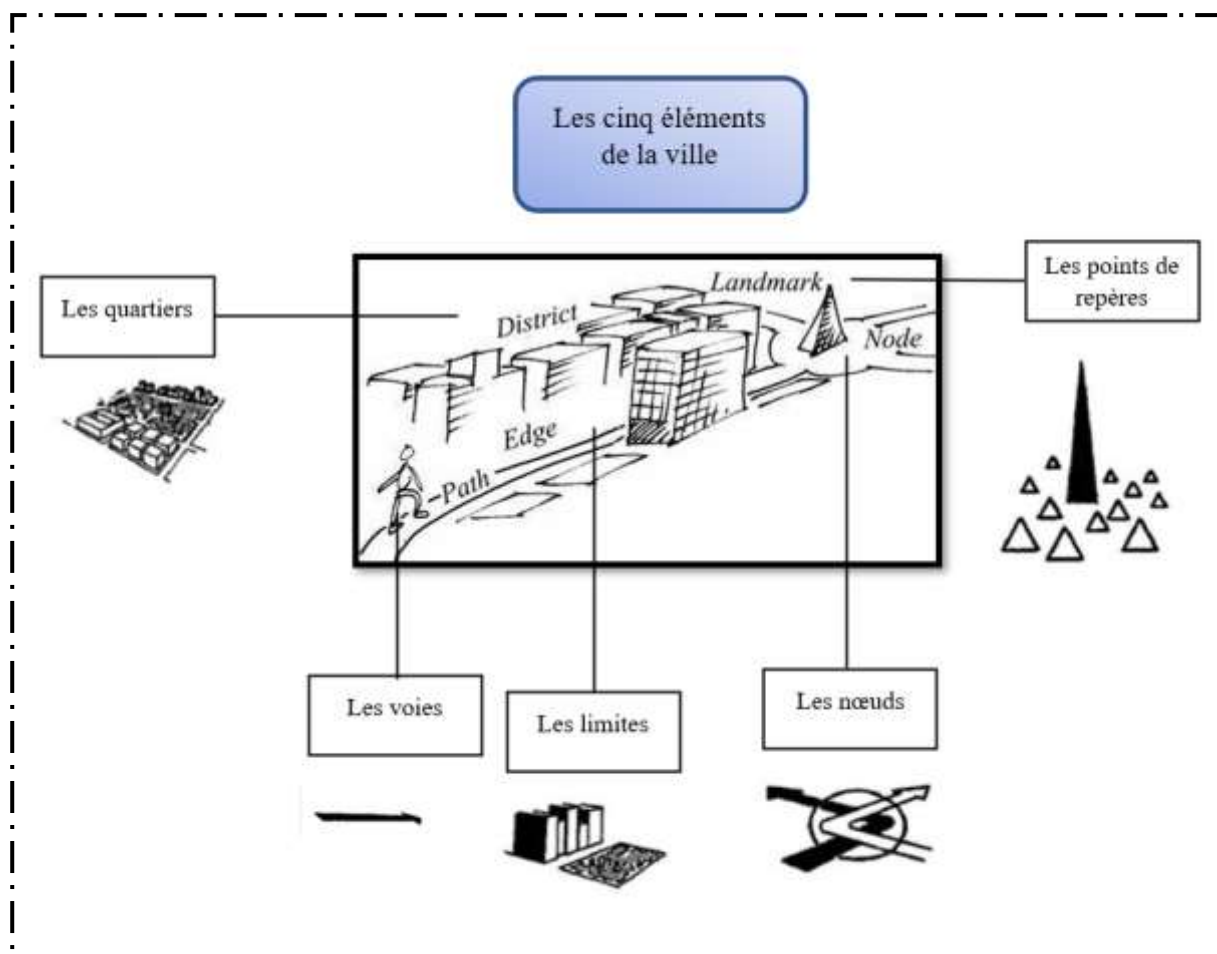 Les cinq éléments
de la ville
Les quartiers
Les points de
repères
Landmark
District
Node
Edge
Path
Les voies
Les limites
Les nœuds